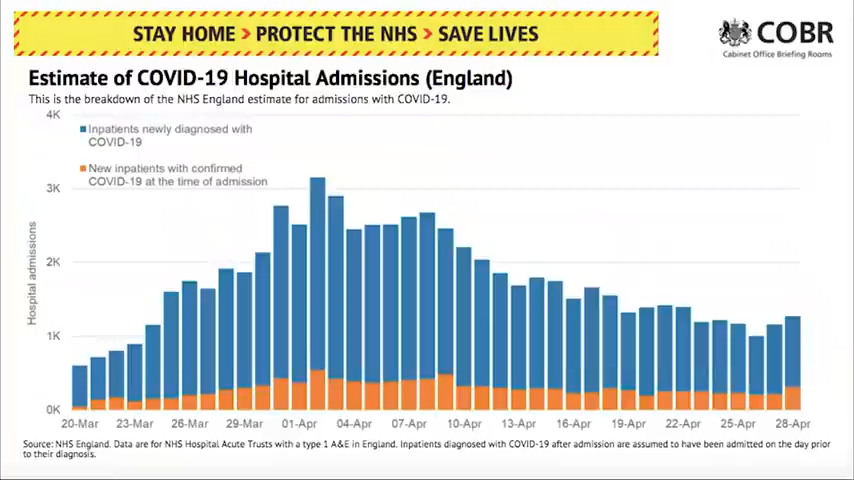 STAY HOME > PROTECT THE NHS > SAVE LIVES
COBR
Cabinet Office Briefing Rooms
Estimate of COVID-19 Hospital Admissions (England)
This is the breakdown of the NHS England estimate for admissions with COVID-19.
4K
Inpatients newly diagnosed with
COVID-19
New inpatients with confirmed
COVID-19 at the time of admission
3K
2K
1K
0K
Hospital admissions
20-Mar 23-Mar 26-Mar 29-Mar 01-Apr 04-Apr 07-Apr 10-Apr 13-Apr 16-Apr 19-Apr 22-Apr 25-Apr 28-Apr
Source: NHS England. Data are for NHS Hospital Acute Trusts with a type 1 A&E in England. Inpatients diagnosed with COVID-19 after admission are assumed to have been admitted on the day prior
to their diagnosis.